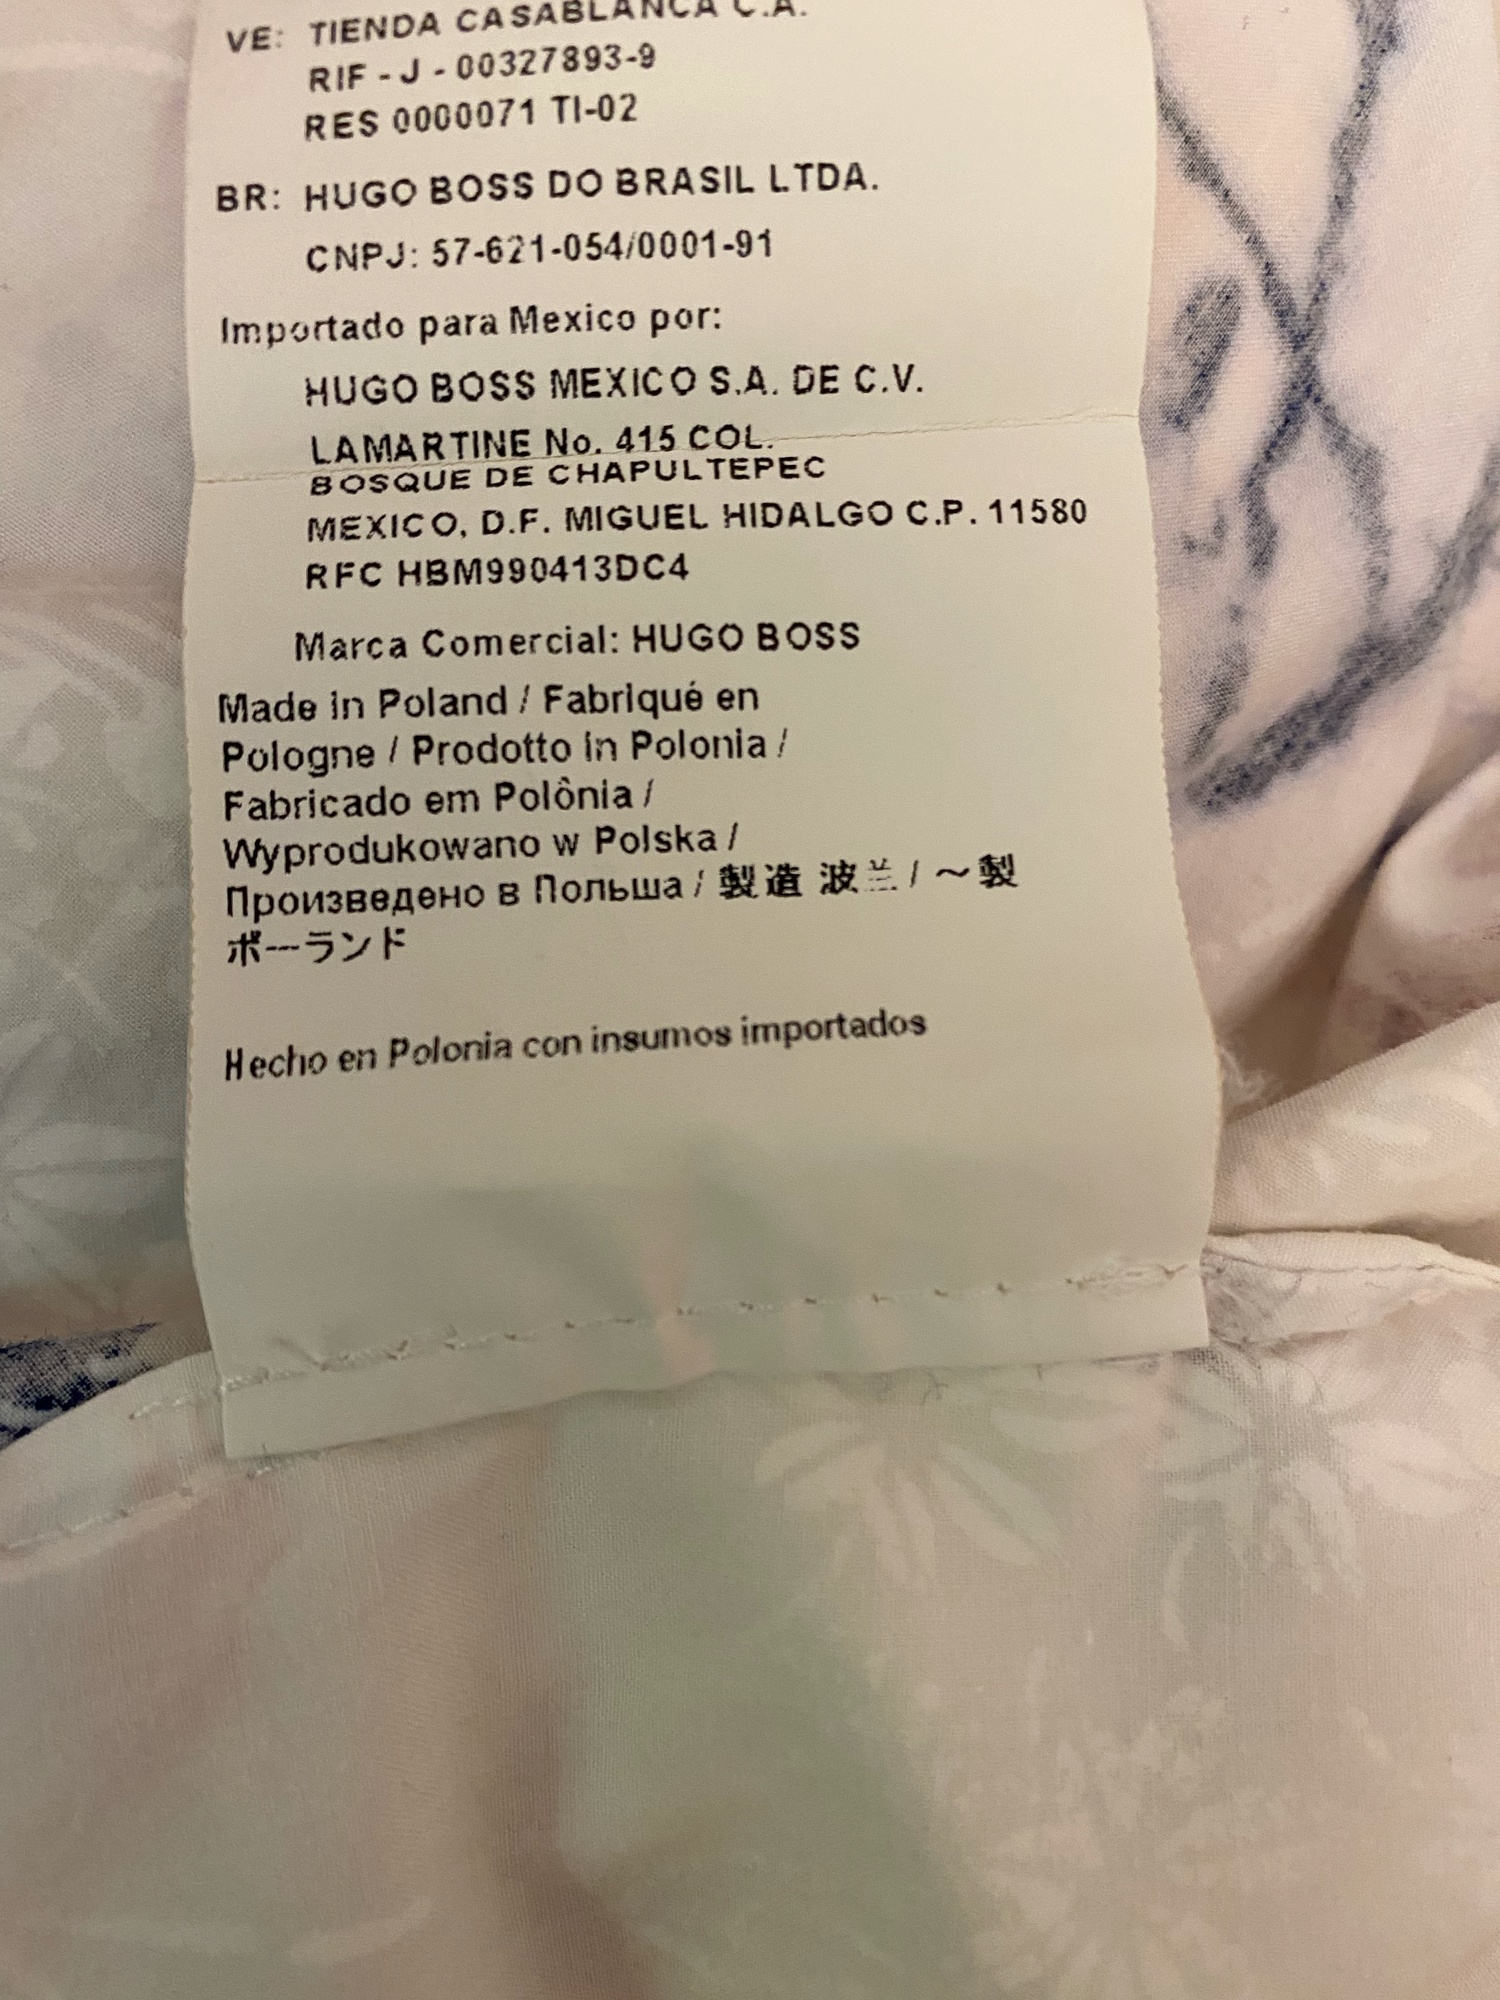 VE: TIENDA CASABLANCA C.A.
RIF - J - 00327893-9
RES 0000071 TI-02
BR: HUGO BOSS DO BRASIL LTDA.
CNPJ: 57-621-054/0001-91
Importado para Mexico por:
HUGO BOSS MEXICO S.A. DE C.V.
LAMARTINE No. 415 COL.
BOSQUE DE CHAPULTEPEC
MEXICO, D.F. MIGUEL HIDALGO C.P. 11580
RFC HBM990413DC4
Marca Comercial: HUGO BOSS
Made in Poland / Fabriqué en
Pologne / Prodotto in Polonia /
Fabricado em Polônia /
Wyprodukowano w Polska /
Произведено в Польша / 製造 波兰 / ～製
ポーランド
Hecho en Polonia con insumos importados